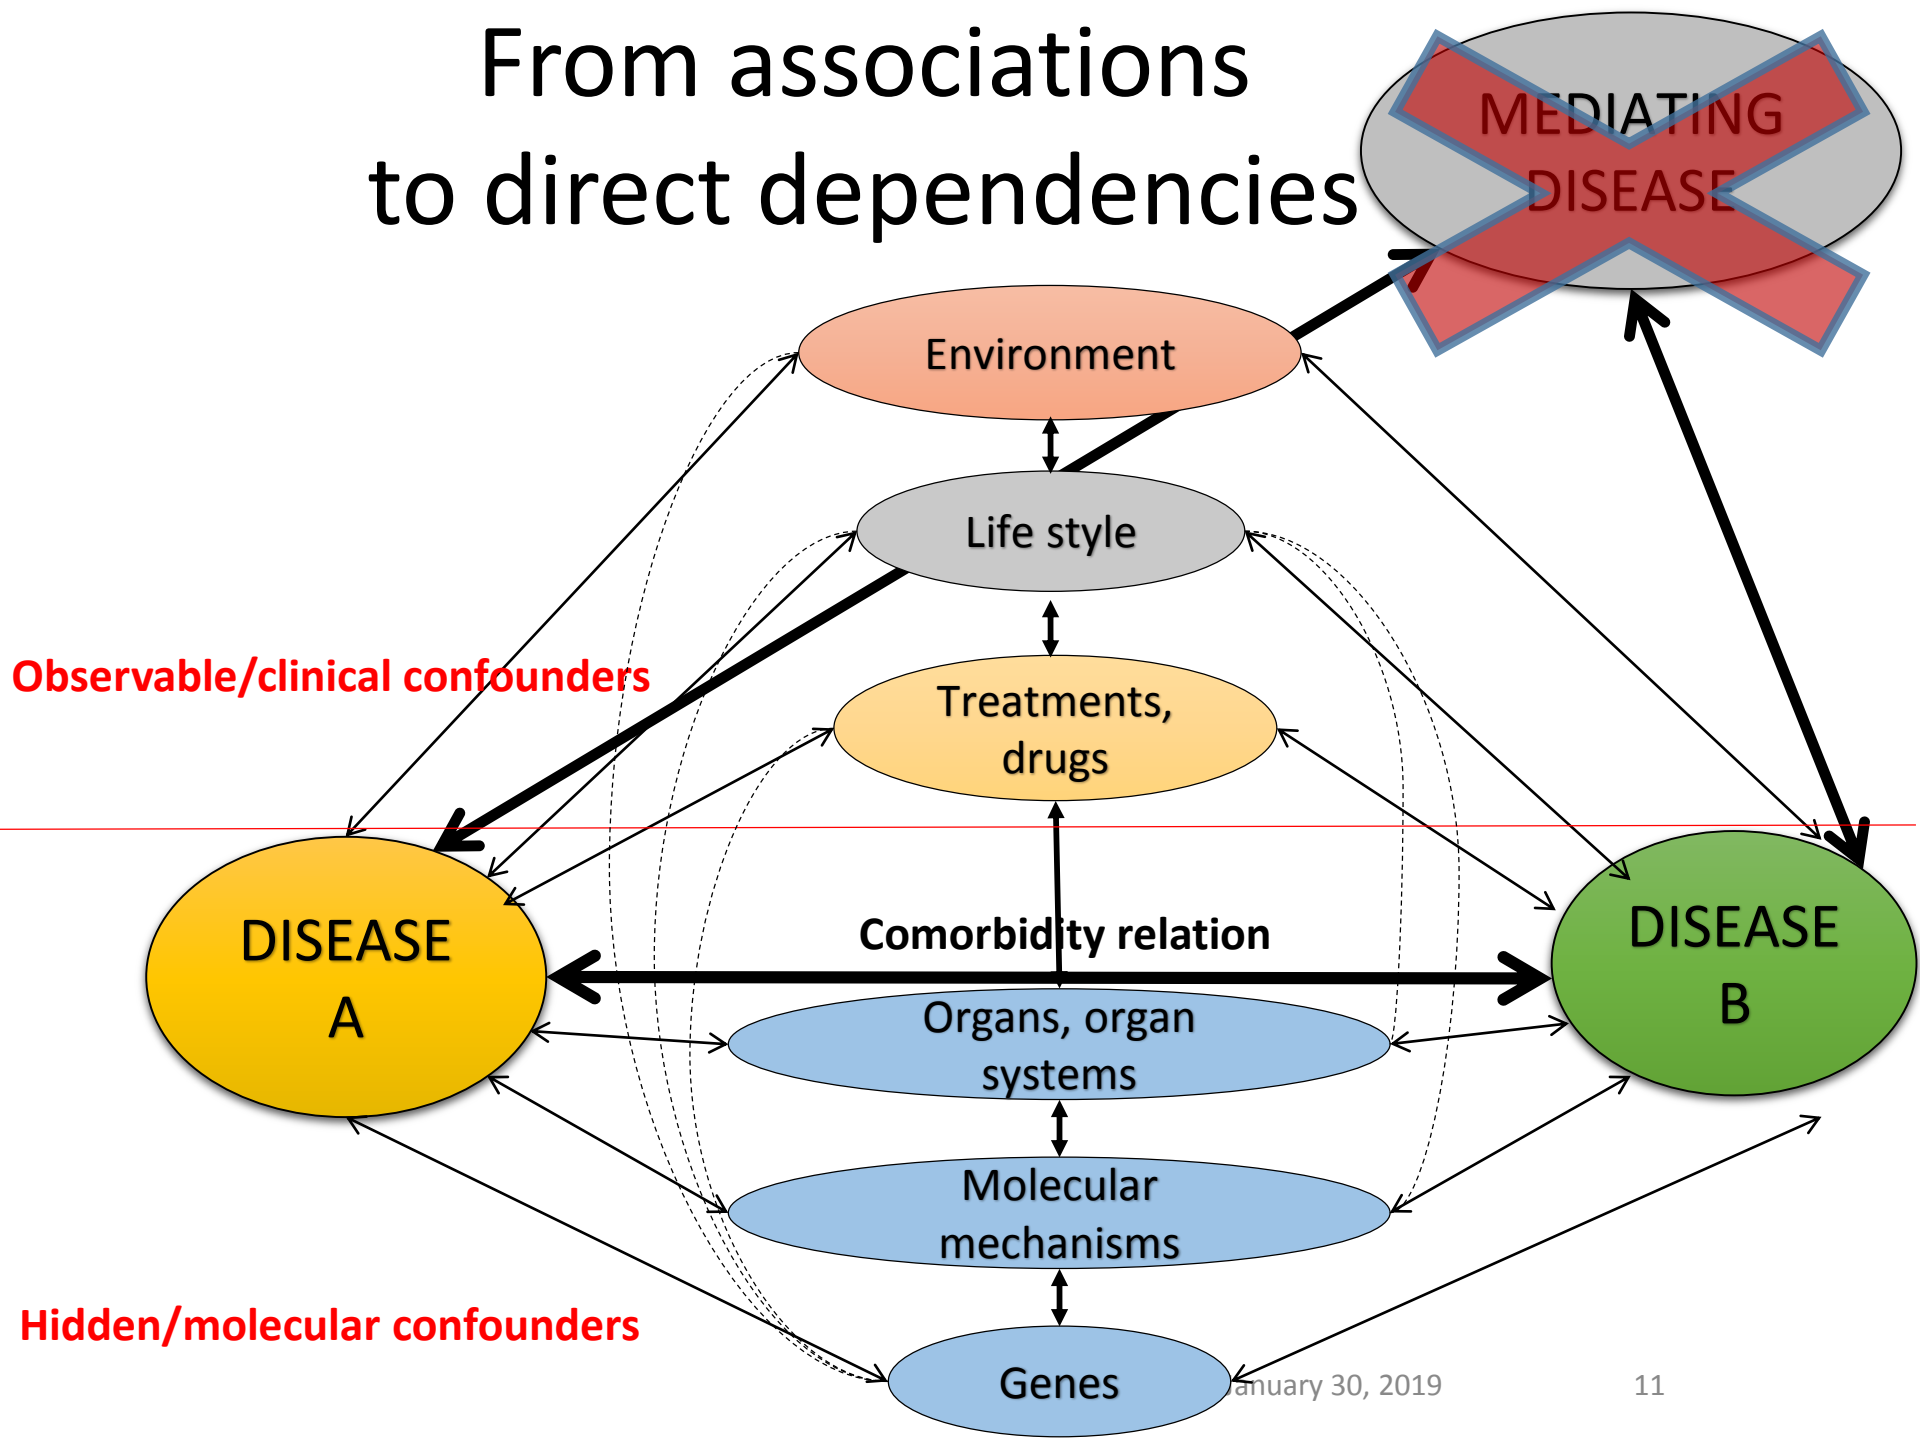 From associations
to direct dependencies
MEDIATING
DISEASE
Environment
Life style
Observable/clinical confounders
Treatments,
drugs
DISEASE
A
Comorbidity relation
DISEASE
B
Organs, organ
systems
Molecular
mechanisms
Hidden/molecular confounders
Genes
January 30, 2019
11